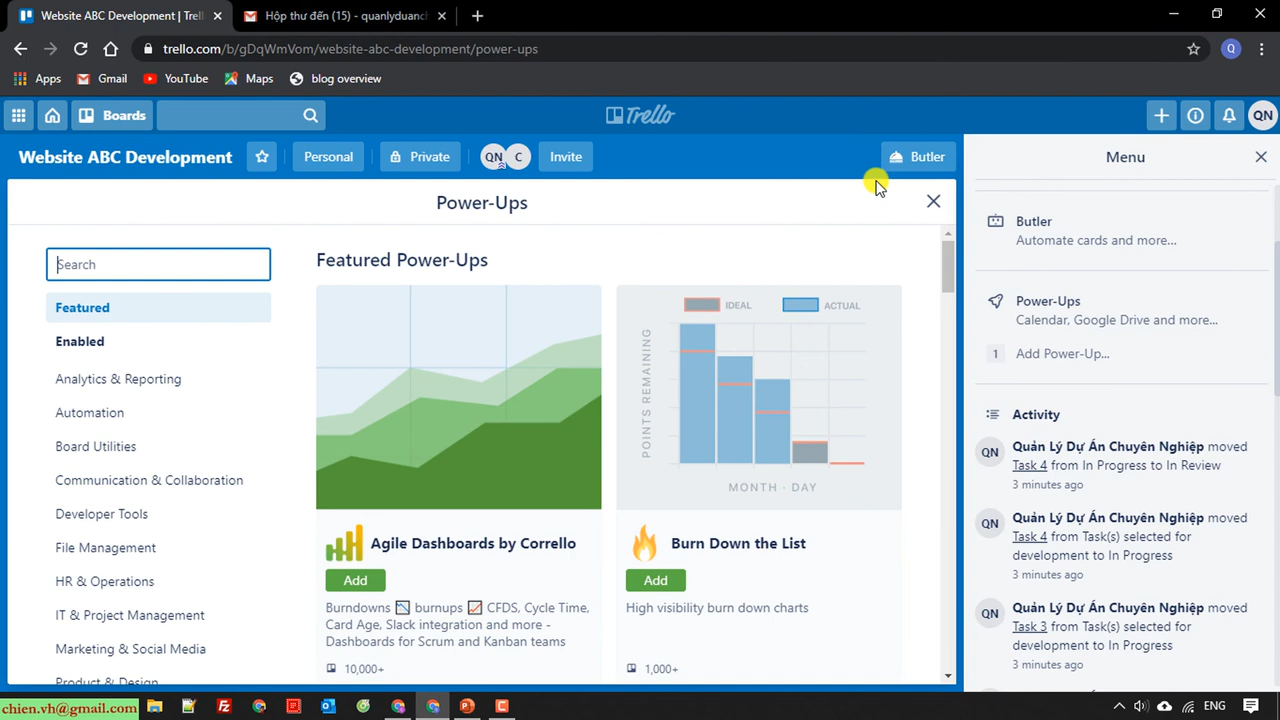 Website ABC Development | Trell
Hộp thư đến (15) - quanlyduanch
trello.com/b/gDqWmVom/website-abc-development/power-ups
Q
Apps
Gmail
YouTube
Maps
blog overview
Boards
Trello
QN
Website ABC Development
Personal
Private
QN
C
Invite
Butler
Menu
Power-Ups
Search
Featured
Enabled
Analytics & Reporting
Automation
Board Utilities
Communication & Collaboration
Developer Tools
File Management
HR & Operations
IT & Project Management
Marketing & Social Media
Product & Design
Featured Power-Ups
Agile Dashboards by Corrello
Add
Burndowns 📉 burnups 📈 CFDS, Cycle Time,
Card Age, Slack integration and more -
Dashboards for Scrum and Kanban teams
10,000+
IDEAL
ACTUAL
POINTS REMAINING
MONTH · DAY
Burn Down the List
Add
High visibility burn down charts
1,000+
Butler
Automate cards and more...
Power-Ups
Calendar, Google Drive and more...
1
Add Power-Up...
Activity
QN
Quản Lý Dự Án Chuyên Nghiệp moved
Task 4 from In Progress to In Review
3 minutes ago
QN
Quản Lý Dự Án Chuyên Nghiệp moved
Task 4 from Task(s) selected for
development to In Progress
3 minutes ago
QN
Quản Lý Dự Án Chuyên Nghiệp moved
Task 3 from Task(s) selected for
development to In Progress
3 minutes ago
chien.vh@gmail.com
ENG